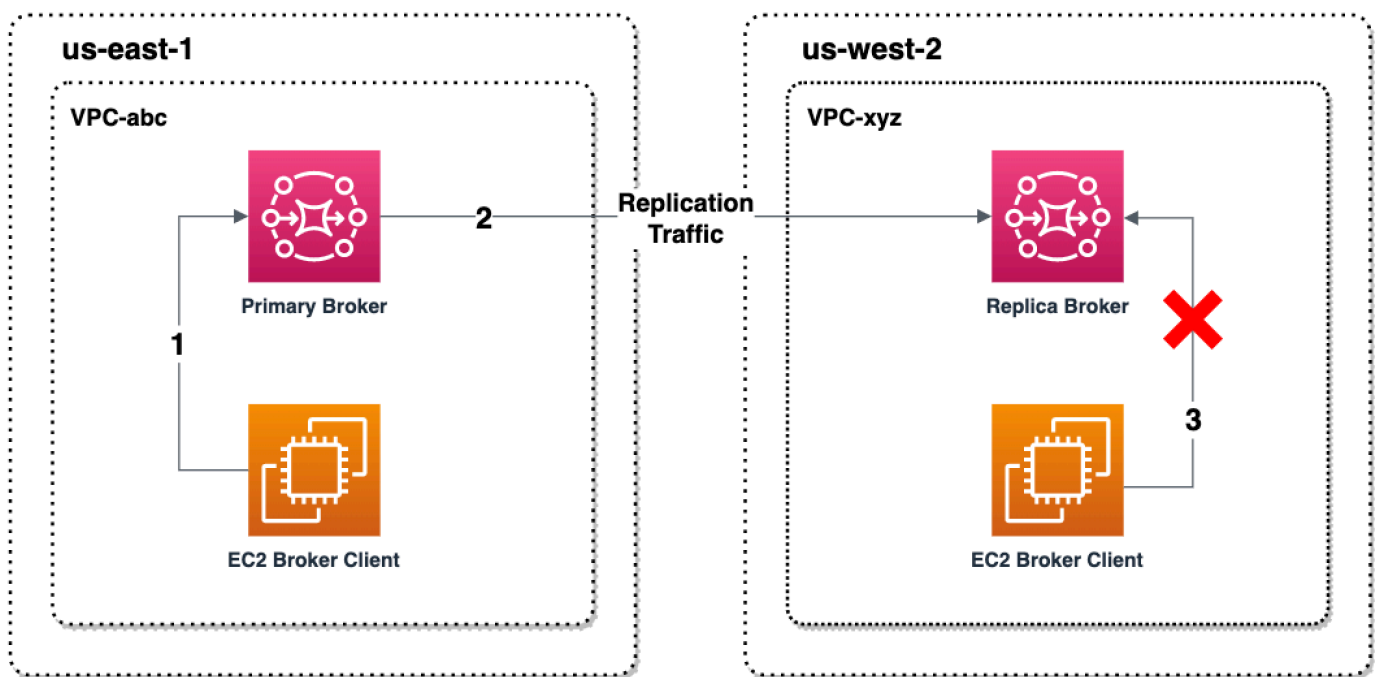 us-east-1
VPC-abc
Primary Broker
1
EC2 Broker Client
2
Replication
Traffic
us-west-2
VPC-xyz
Replica Broker
3
EC2 Broker Client